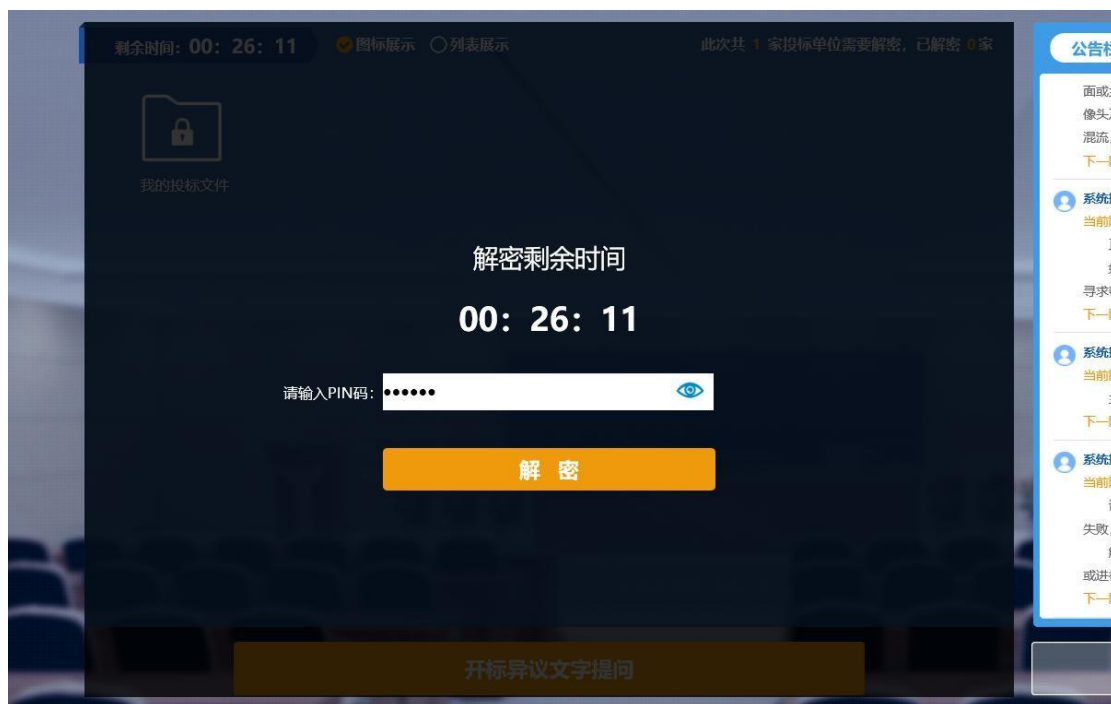 剩余时间：00：26：11 图标展示 列表展示 此次共 1 家投标单位需要解密，已解密 0家
我的投标文件
解密剩余时间
00：26：11
请输入PIN码：••••••
解 密
开标异议文字提问
公告栏
面或
像头
混流，
下一
系统
当前
寻求
下一
系统
当前
下一
系统
当前
失败，
或进
下一